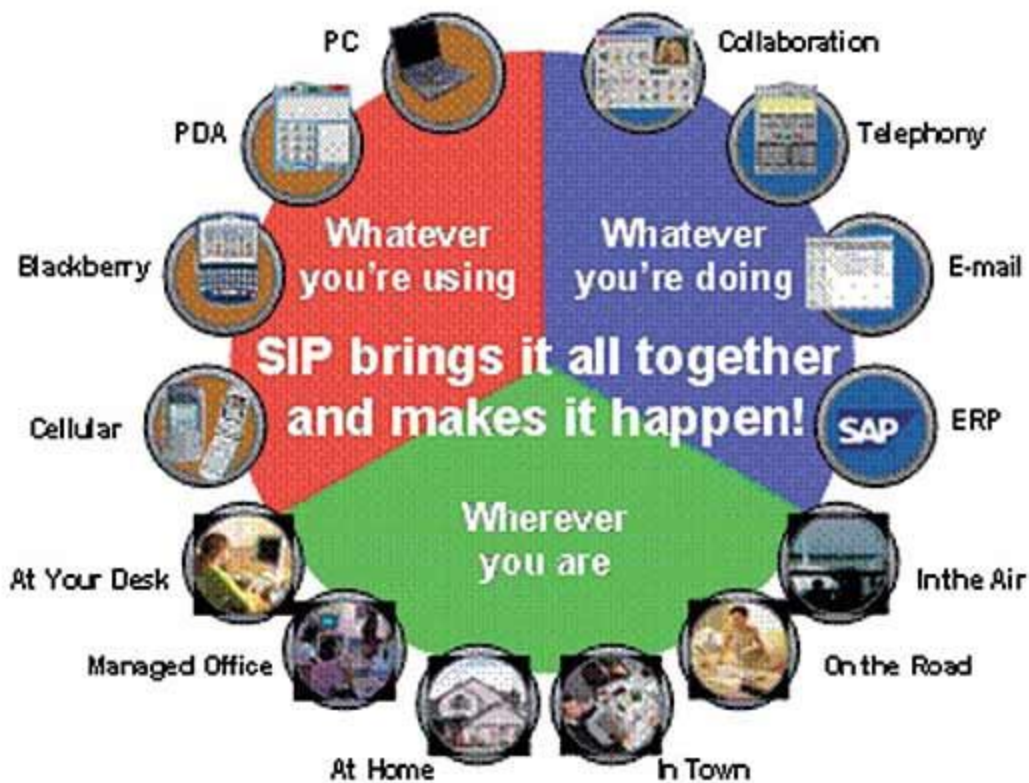 PC
Collaboration
PDA
Telephony
Whatever
you're using
Whatever
you're doing
Blackberry
E-mail
SIP brings it all together
and makes it happen!
Cellular
SAP
ERP
Wherever
you are
At Your Desk
In the Air
Managed Office
On the Road
At Home
In Town